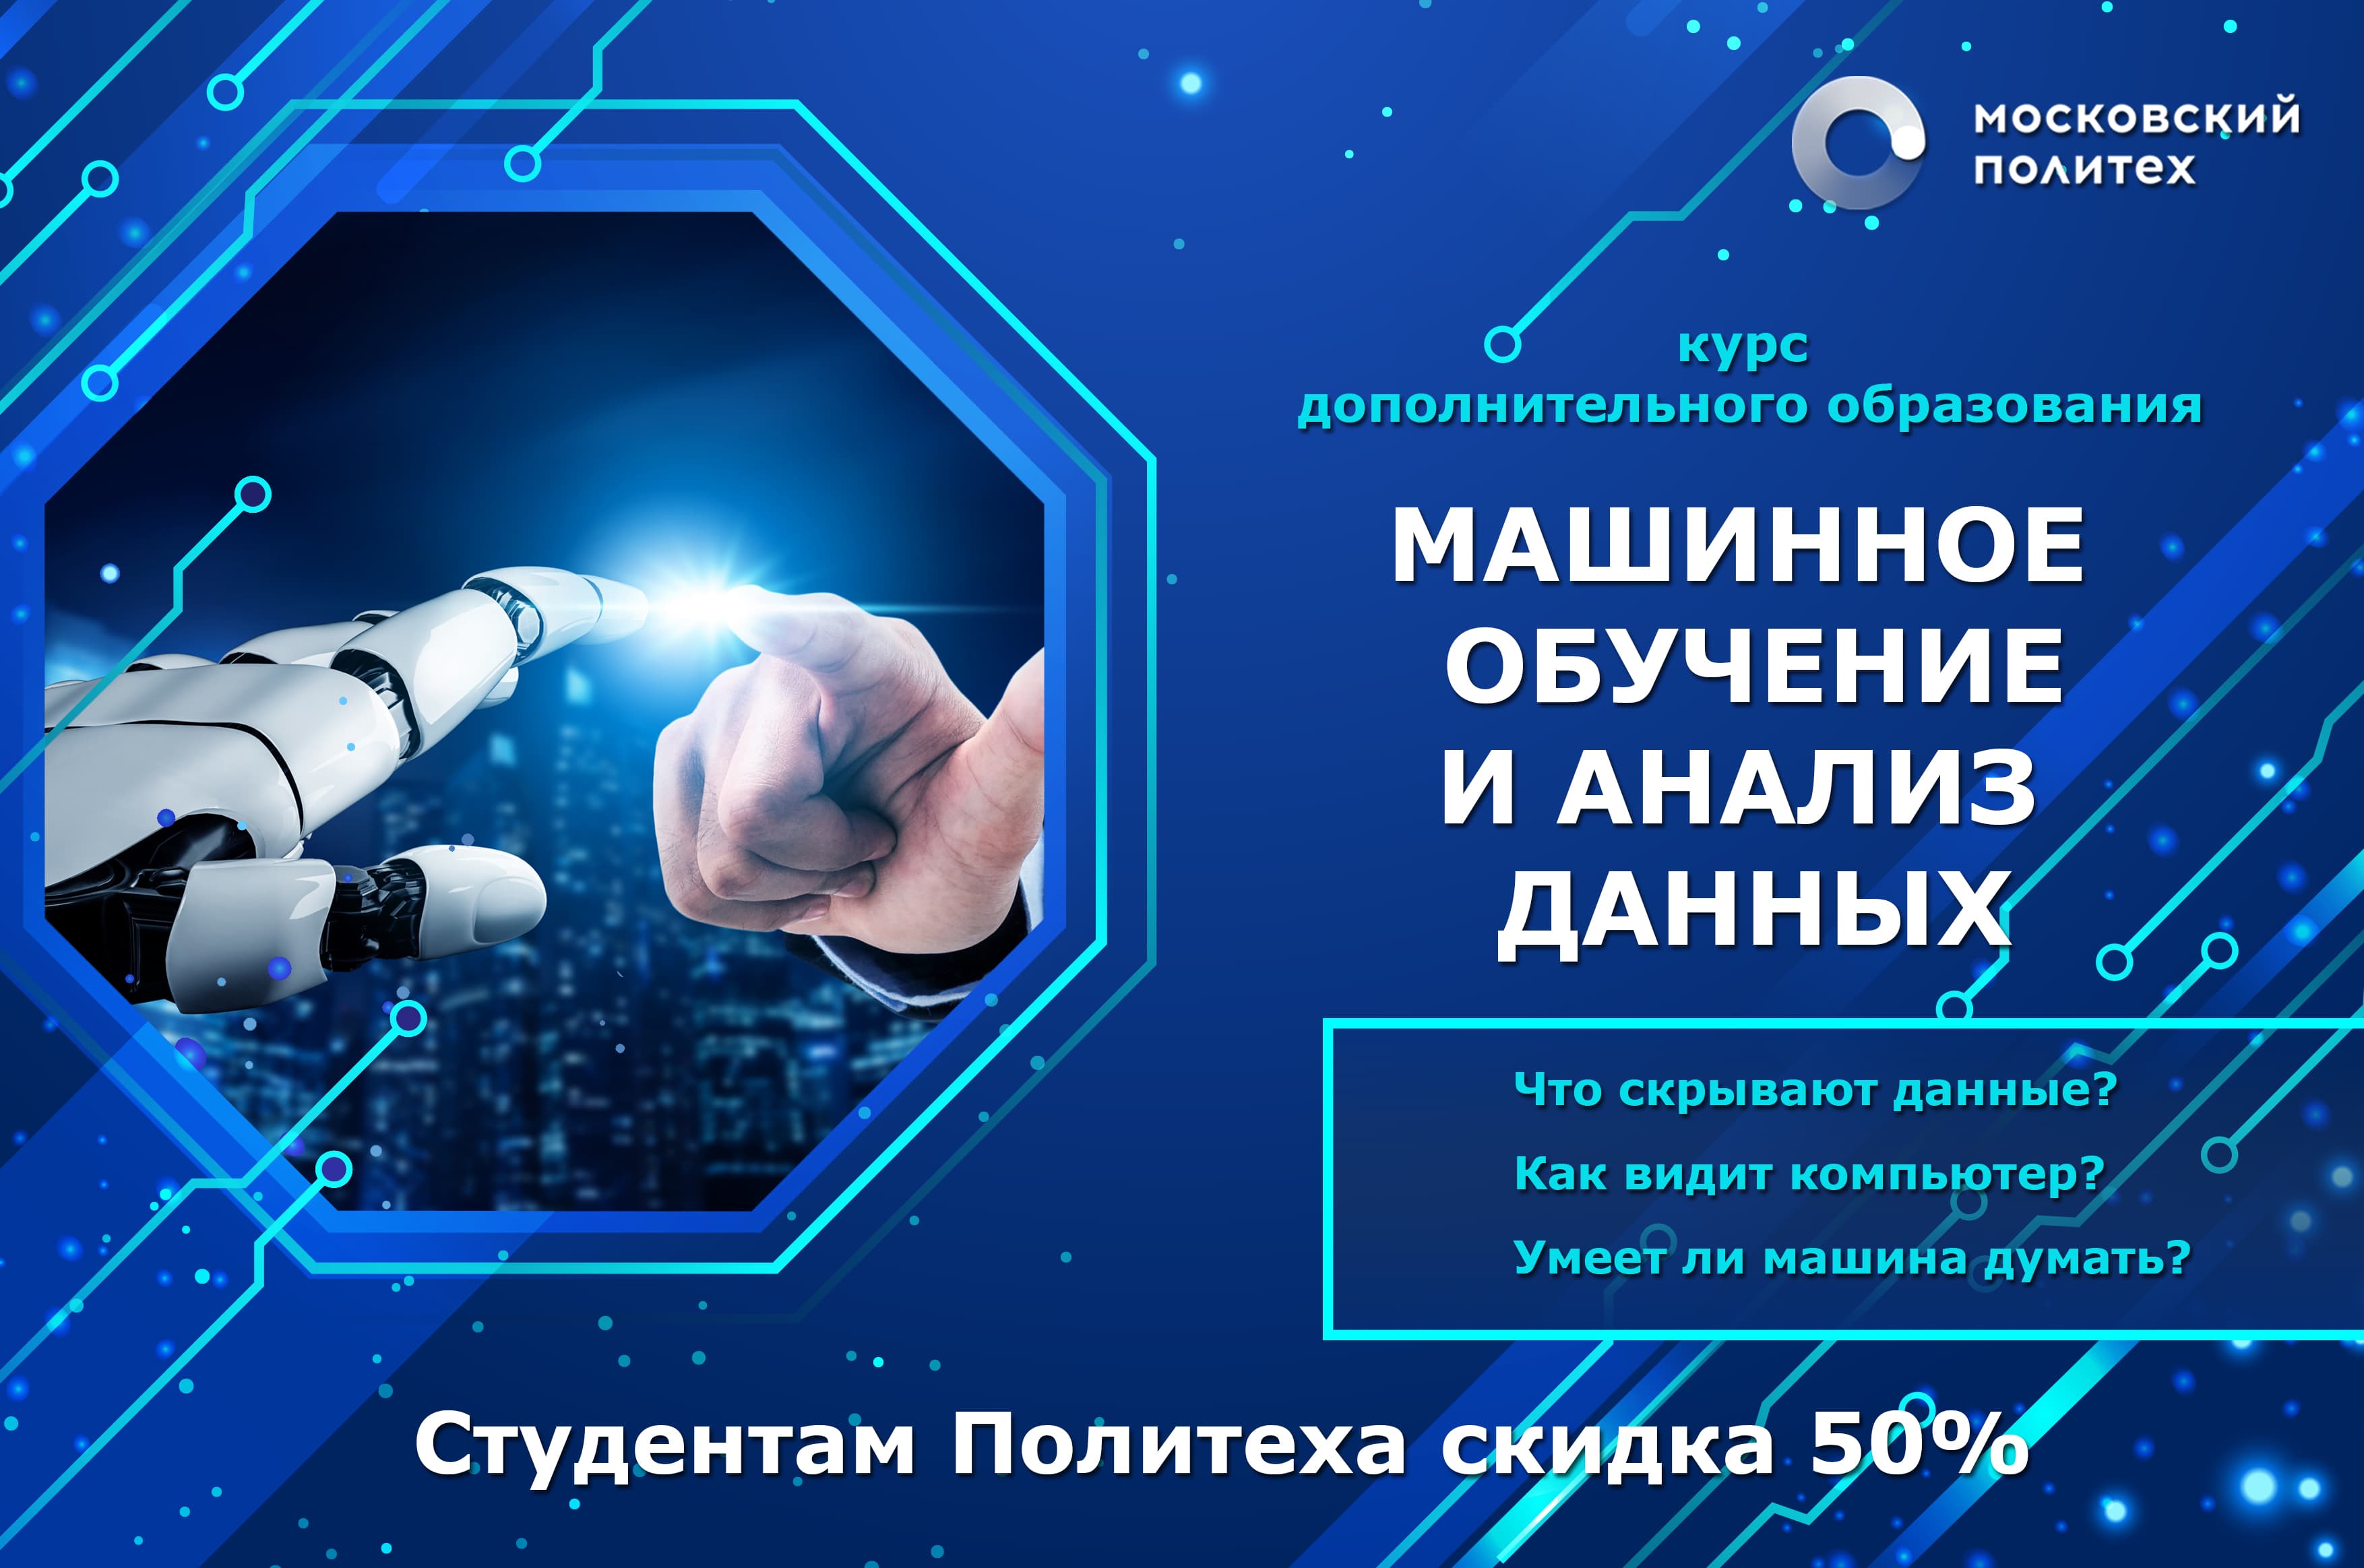 московский
политех
курс
дополнительного образования
МАШИННОЕ
ОБУЧЕНИЕ
И АНАЛИЗ
ДАННЫХ
Что скрывают данные?
Как видит компьютер?
Умеет ли машина думать?
Студентам Политеха скидка 50%